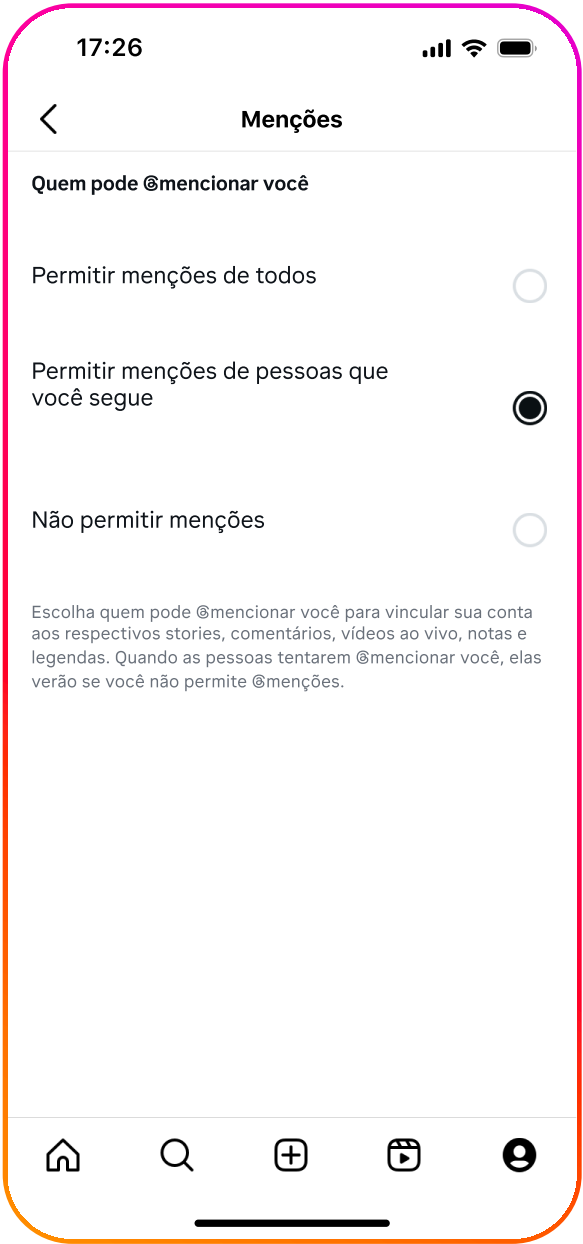 17:26
Menções
Quem pode @mencionar você
Permitir menções de todos
Permitir menções de pessoas que
você segue
Não permitir menções
Escolha quem pode @mencionar você para vincular sua conta
aos respectivos stories, comentários, vídeos ao vivo, notas e
legendas. Quando as pessoas tentarem @mencionar você, elas
verão se você não permite @menções.